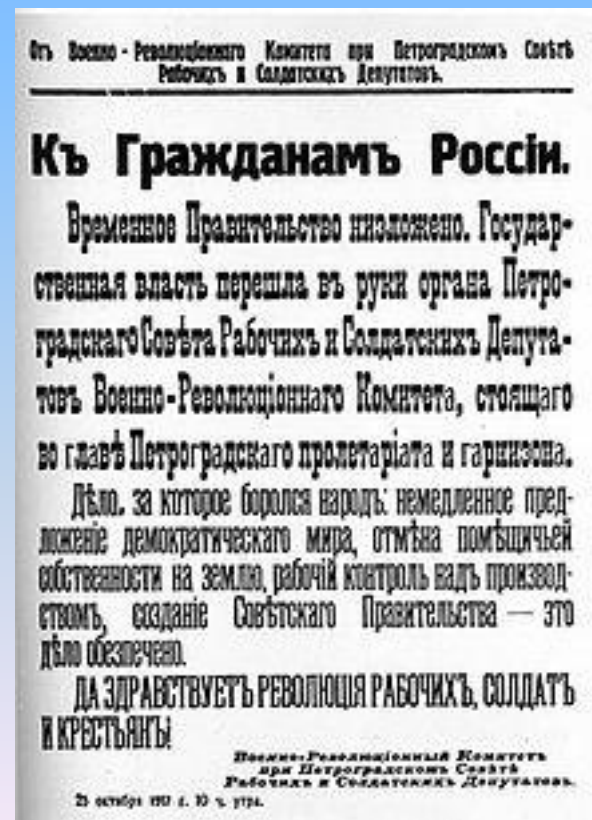 Отъ Военно-Революціоннаго Комитета при Петроградскомъ Совѣтѣ
Рабочихъ и Солдатскихъ Депутатовъ.
Къ Гражданамъ Россіи.
Временное Правительство низложено. Государ-
ственная власть перешла въ руки органа Петро-
градскаго Совѣта Рабочихъ и Солдатскихъ Депута-
товъ Военно-Революціоннаго Комитета, стоящаго
во главѣ Петроградскаго пролетаріата и гарнизона.
Дѣло, за которое боролся народъ: немедленное пред-
ложеніе демократическаго мира, отмѣна помѣщичьей
собственности на землю, рабочій контроль надъ производ-
ствомъ, созданіе Совѣтскаго Правительства — это
дѣло обезпечено.
ДА ЗДРАВСТВУЕТЪ РЕВОЛЮЦІЯ РАБОЧИХЪ, СОЛДАТЪ
И КРЕСТЬЯНЪ!
Военно-Революціонный Комитетъ
при Петроградскомъ Совѣтѣ
Рабочихъ и Солдатскихъ Депутатовъ.
25 октября 1917 г. 10 ч. утра.